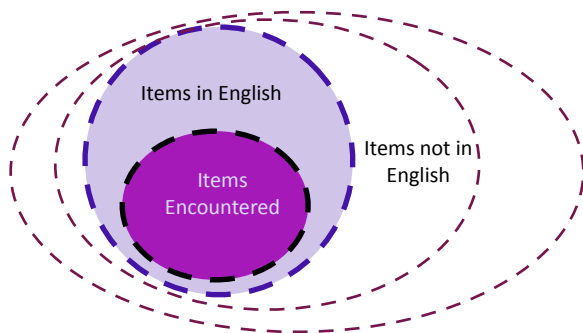 Items in English
Items not in
English
Items
Encountered